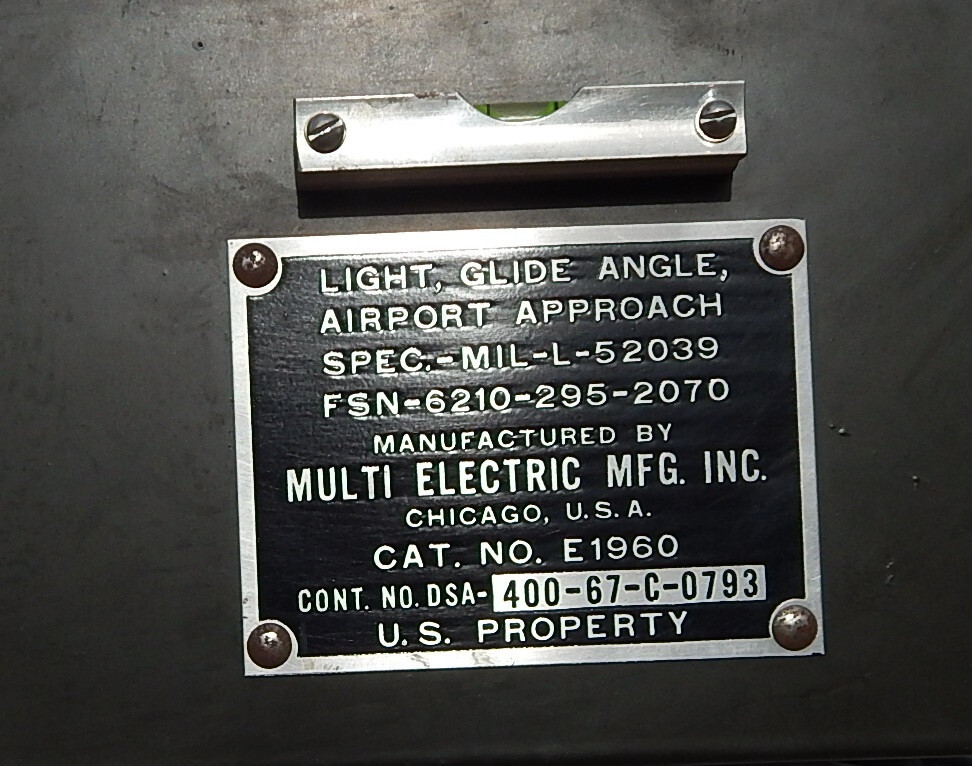 LIGHT, GLIDE ANGLE,
AIRPORT APPROACH
SPEC.-MIL-L-52039
FSN-6210-295-2070
MANUFACTURED BY
MULTI ELECTRIC MFG. INC.
CHICAGO, U.S.A.
CAT. NO. E1960
CONT. NO. DSA-400-67-C-0793
U.S. PROPERTY